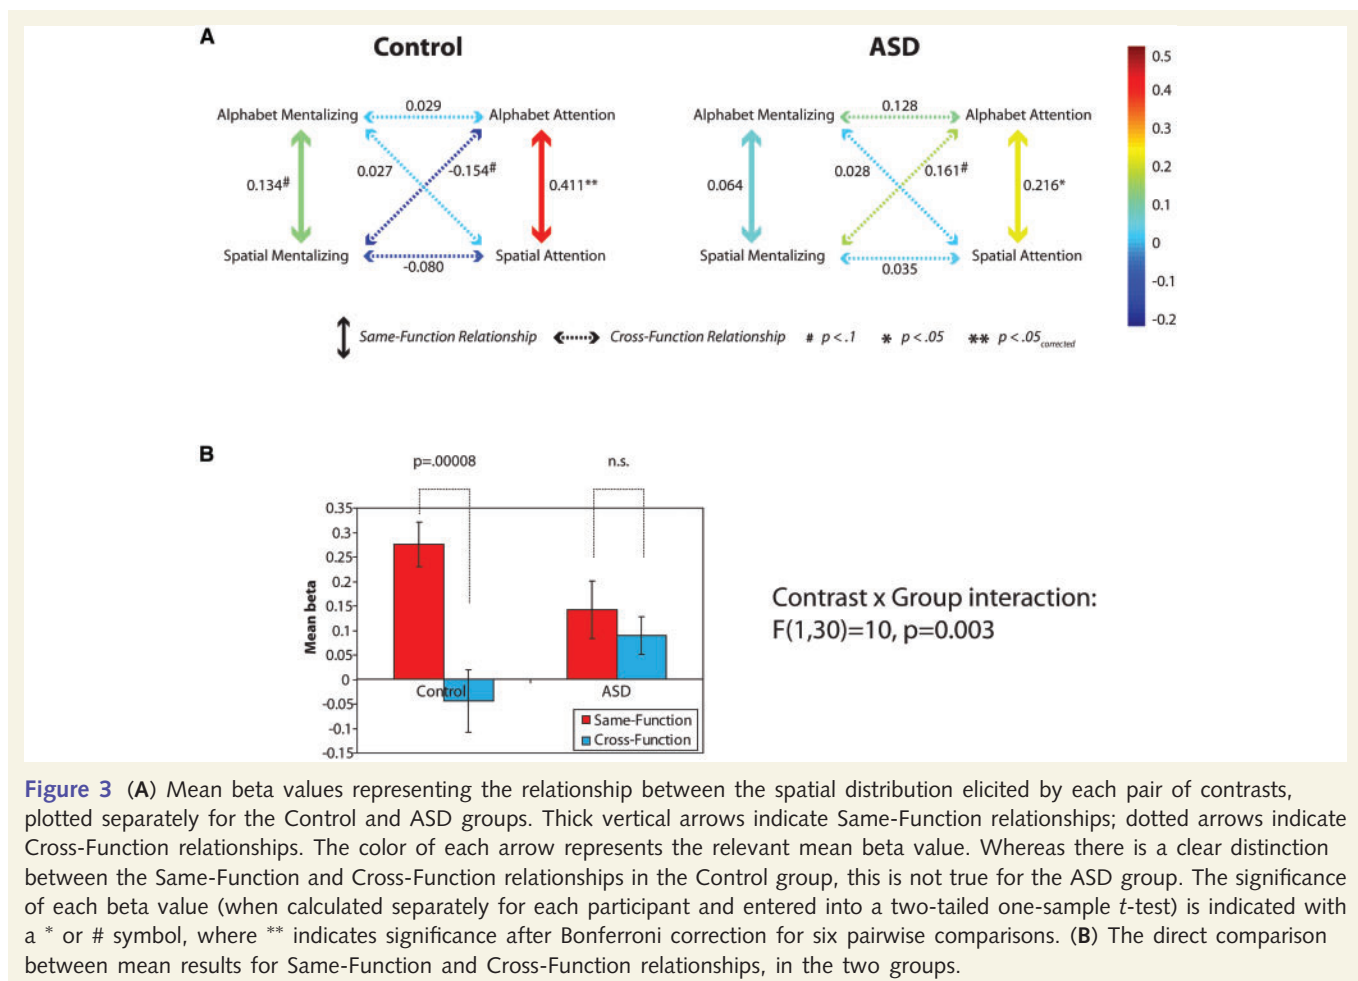 A
Control
ASD
Alphabet Mentalizing
0.029
Alphabet Attention
0.134#
0.027
-0.154#
0.411**
Spatial Mentalizing
-0.080
Spatial Attention
Alphabet Mentalizing
0.128
Alphabet Attention
0.064
0.028
0.161#
0.216*
Spatial Mentalizing
0.035
Spatial Attention
0.5
0.4
0.3
0.2
0.1
0
-0.1
-0.2
Same-Function Relationship Cross-Function Relationship # p < .1 * p < .05 ** p < .05corrected
B
p=.00008
n.s.
Mean beta
0.35
0.3
0.25
0.2
0.15
0.1
0.05
0
-0.05
-0.1
-0.15
Control
ASD
Same-Function
Cross-Function
Contrast x Group interaction:
F(1,30)=10, p=0.003
Figure 3 (A) Mean beta values representing the relationship between the spatial distribution elicited by each pair of contrasts,
plotted separately for the Control and ASD groups. Thick vertical arrows indicate Same-Function relationships; dotted arrows indicate
Cross-Function relationships. The color of each arrow represents the relevant mean beta value. Whereas there is a clear distinction
between the Same-Function and Cross-Function relationships in the Control group, this is not true for the ASD group. The significance
of each beta value (when calculated separately for each participant and entered into a two-tailed one-sample t-test) is indicated with
a * or # symbol, where ** indicates significance after Bonferroni correction for six pairwise comparisons. (B) The direct comparison
between mean results for Same-Function and Cross-Function relationships, in the two groups.